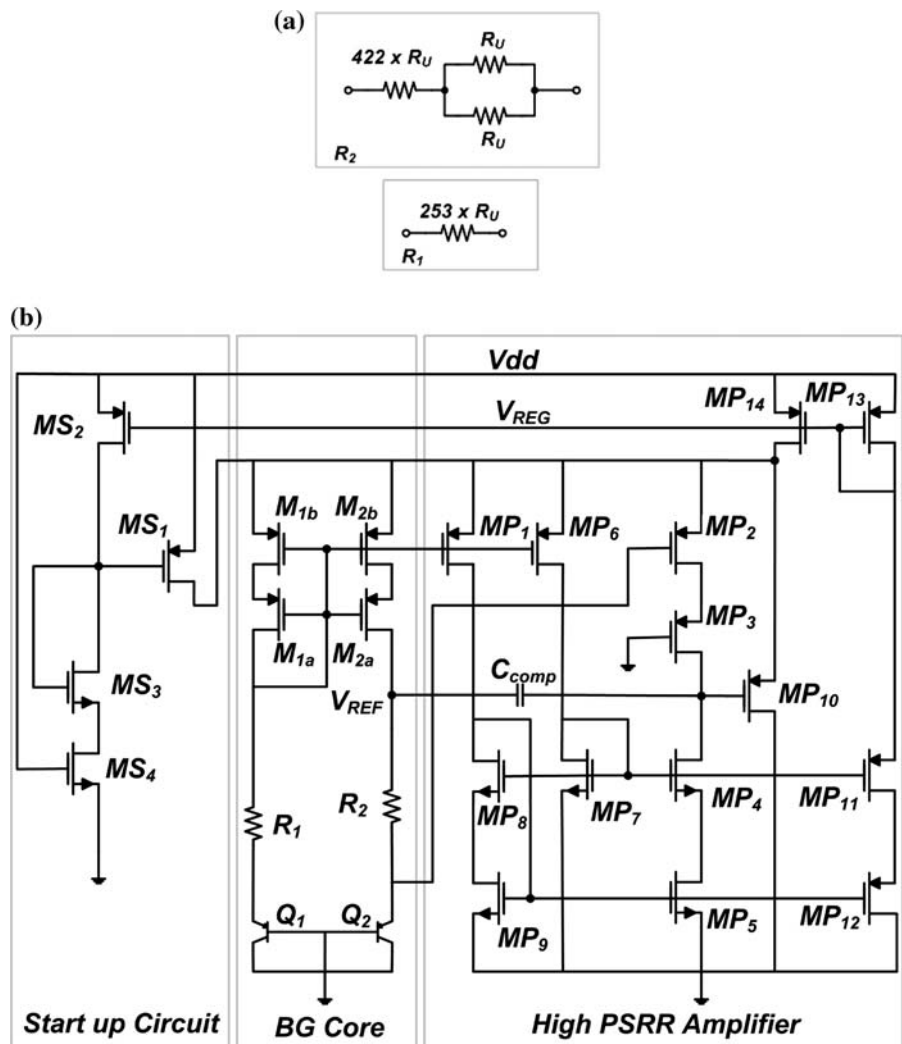 (a)
R_U
422 x R_U
R_U
R_2
253 x R_U
R_1
(b)
Vdd
MP_14 MP_13
MS_2
V_REG
M_1b M_2b MP_1 MP_6 MP_2
MS_1
MP_3
M_1a M_2a
C_comp
MS_3
V_REF
MP_10
MS_4
R_1 R_2
MP_8 MP_7 MP_4 MP_11
Q_1 Q_2
MP_9 MP_5 MP_12
Start up Circuit BG Core High PSRR Amplifier